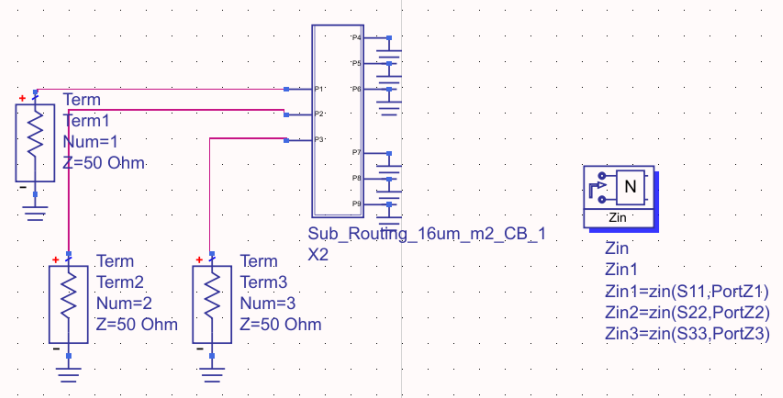 P4
P5
P1
P6
+
Term
Term1
Num=1
Z=50 Ohm
-
P2
P3
P7
P8
P9
N
Zin
Sub_Routing_16um_m2_CB_1
X2
Zin
Zin1
Zin1=zin(S11,PortZ1)
Zin2=zin(S22,PortZ2)
Zin3=zin(S33,PortZ3)
+
Term
Term2
Num=2
Z=50 Ohm
-
+
Term
Term3
Num=3
Z=50 Ohm
-